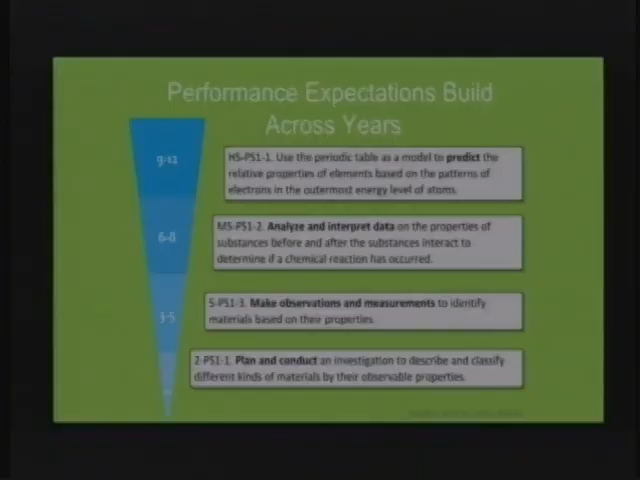 Performance Expectations Build
Across Years
9-12
HS-PS1-1. Use the periodic table as a model to predict the
relative properties of elements based on the patterns of
electrons in the outermost energy level of atoms.
6-8
MS-PS1-2. Analyze and interpret data on the properties of
substances before and after the substances interact to
determine if a chemical reaction has occurred.
3-5
5-PS1-3. Make observations and measurements to identify
materials based on their properties.
2-PS1-1. Plan and conduct an investigation to describe and classify
different kinds of materials by their observable properties.